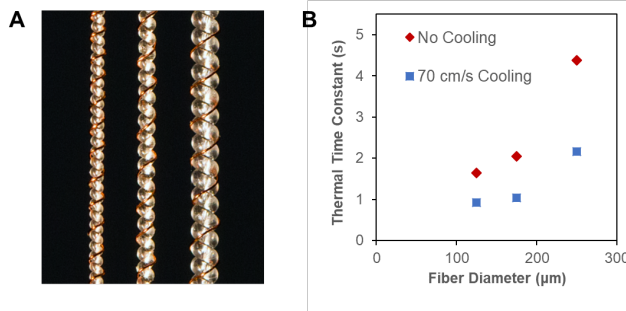 A
B
Thermal Time Constant (s)
5
4
3
2
1
0
No Cooling
70 cm/s Cooling
0
100
200
300
Fiber Diameter (µm)